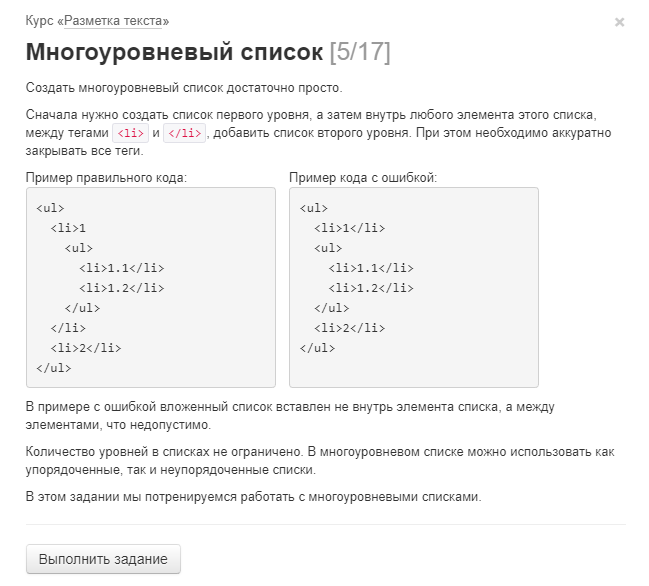 Курс «Разметка текста»
×
Многоуровневый список [5/17]
Создать многоуровневый список достаточно просто.
Сначала нужно создать список первого уровня, а затем внутрь любого элемента этого списка,
между тегами <li> и </li>, добавить список второго уровня. При этом необходимо аккуратно
закрывать все теги.
Пример правильного кода:
<ul>
  <li>1
    <ul>
      <li>1.1</li>
      <li>1.2</li>
    </ul>
  </li>
  <li>2</li>
</ul>
Пример кода с ошибкой:
<ul>
  <li>1</li>
  <ul>
    <li>1.1</li>
    <li>1.2</li>
  </ul>
  <li>2</li>
</ul>
В примере с ошибкой вложенный список вставлен не внутрь элемента списка, а между
элементами, что недопустимо.
Количество уровней в списках не ограничено. В многоуровневом списке можно использовать как
упорядоченные, так и неупорядоченные списки.
В этом задании мы потренируемся работать с многоуровневыми списками.
Выполнить задание